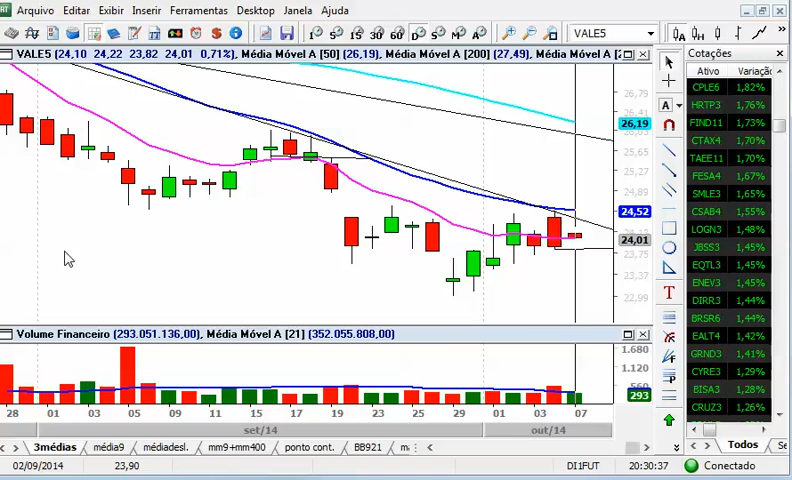 Arquivo Editar Exibir Inserir Ferramentas Desktop Janela Ajuda
1 5 15 30 60 D S M A VALE5
VALE5 (24,10 24,22 23,82 24,01 0,71%), Média Móvel A [50] (26,19), Média Móvel A [200] (27,49), Média Móvel A
Cotações
Ativo Variação
CPLE6 1,82%
HRTP3 1,76%
FIND11 1,73%
CTAX4 1,70%
TAEE11 1,70%
FESA4 1,67%
SMLE3 1,65%
CSAB4 1,55%
LOGN3 1,48%
JBSS3 1,45%
EQTL3 1,45%
ENEV3 1,45%
DIRR3 1,44%
BRSR6 1,44%
EALT4 1,42%
GRND3 1,41%
CYRE3 1,29%
BISA3 1,28%
CRUZ3 1,26%
26,79
26,41
26,19
25,65
25,27
24,89
24,52
24,01
23,75
23,37
22,99
A
T
F
P
Volume Financeiro (293.051.136,00), Média Móvel A [21] (352.055.808,00)
1.680
1.120
560
293
28 01 03 05 09 11 15 17 19 23 25 29 01 03 07
set/14 out/14
3médias média9 médiadesl. mm9+mm400 ponto cont. BB921
Todos
02/09/2014 23,90 DI1FUT 20:30:37 Conectado